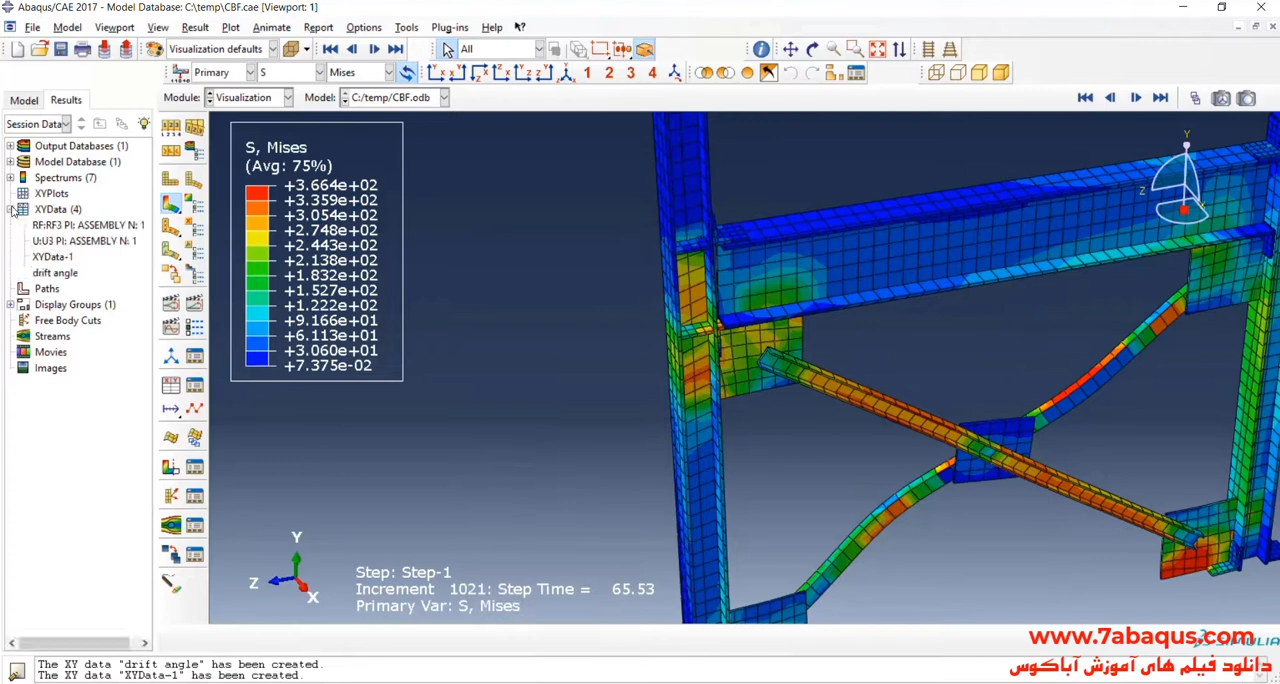 Abaqus/CAE 2017 - Model Database: C:\temp\CBF.cae [Viewport: 1]
File Model Viewport View Result Plot Animate Report Options Tools Plug-ins Help
Visualization defaults All
Primary S Mises 1 2 3 4
Model Results Module: Visualization Model: C:/temp/CBF.odb
Session Data
Output Databases (1)
Model Database (1)
Spectrums (7)
XYPlots
XYData (4)
RF:RF3 PI: ASSEMBLY N: 1
U:U3 PI: ASSEMBLY N: 1
XYData-1
drift angle
Paths
Display Groups (1)
Free Body Cuts
Streams
Movies
Images
S, Mises
(Avg: 75%)
+3.664e+02
+3.359e+02
+3.054e+02
+2.748e+02
+2.443e+02
+2.138e+02
+1.832e+02
+1.527e+02
+1.222e+02
+9.166e+01
+6.113e+01
+3.060e+01
+7.375e-02
Y
Z
X
Y
Z
X
Step: Step-1
Increment 1021: Step Time = 65.53
Primary Var: S, Mises
SIMULIA
www.7abaqus.com
دانلود فیلم های آموزش آباکوس
The XY data "drift angle" has been created.
The XY data "XYData-1" has been created.